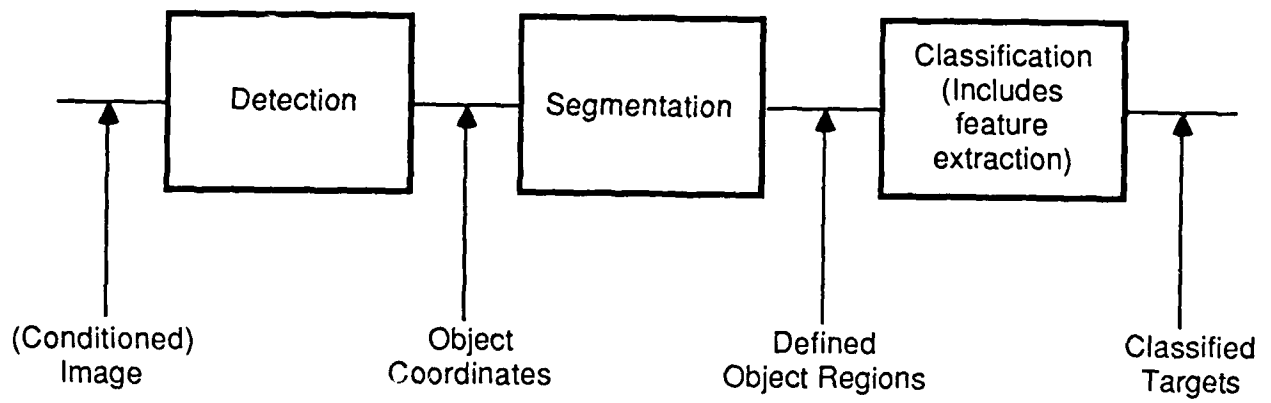 Detection
Segmentation
Classification
(Includes
feature
extraction)
(Conditioned)
Image
Object
Coordinates
Defined
Object Regions
Classified
Targets